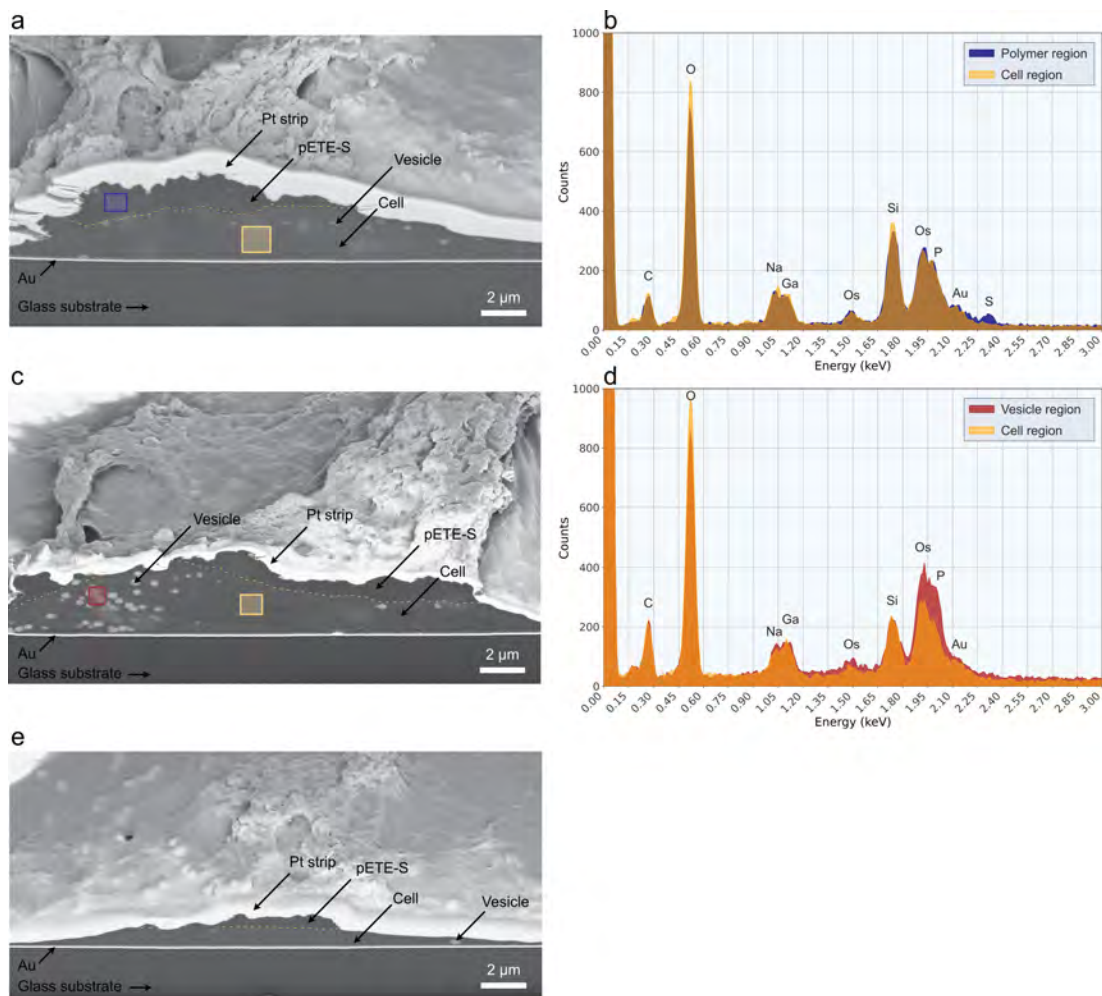 a
Pt strip
pETE-S
Vesicle
Cell
Au
Glass substrate
2 µm
b
1000
800
600
400
200
0
Counts
O
C
Na
Ga
Os
Si
Os
P
Au
S
Polymer region
Cell region
0.00 0.15 0.30 0.45 0.60 0.75 0.90 1.05 1.20 1.35 1.50 1.65 1.80 1.95 2.10 2.25 2.40 2.55 2.70 2.85 3.00
Energy (keV)
c
Vesicle
Pt strip
pETE-S
Cell
Au
Glass substrate
2 µm
d
1000
800
600
400
200
0
Counts
O
C
Na
Ga
Os
Si
Os
P
Au
Vesicle region
Cell region
0.00 0.15 0.30 0.45 0.60 0.75 0.90 1.05 1.20 1.35 1.50 1.65 1.80 1.95 2.10 2.25 2.40 2.55 2.70 2.85 3.00
Energy (keV)
e
Pt strip
pETE-S
Cell
Vesicle
Au
Glass substrate
2 µm